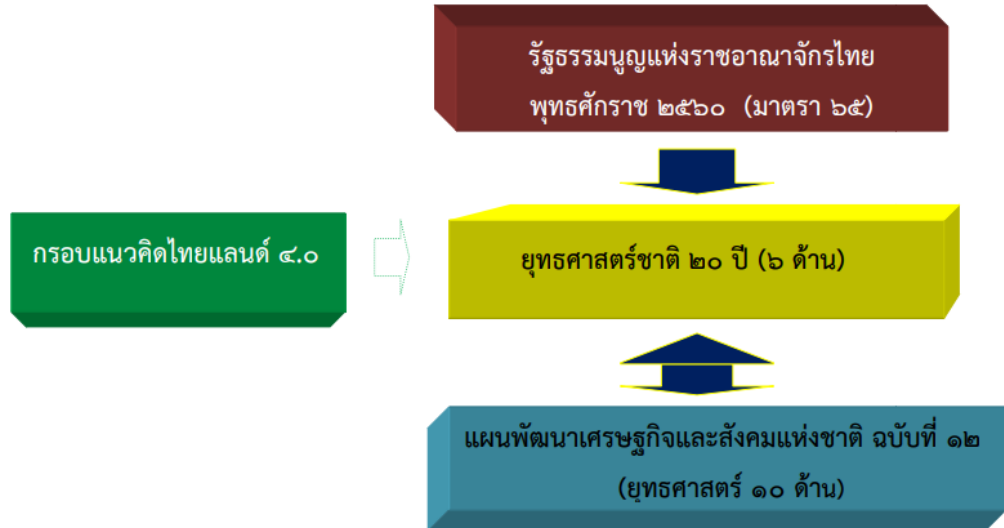 รัฐธรรมนูญแห่งราชอาณาจักรไทย
พุทธศักราช ๒๕๖๐ (มาตรา ๖๕)
กรอบแนวคิดไทยแลนด์ ๔.๐
ยุทธศาสตร์ชาติ ๒๐ ปี (๖ ด้าน)
แผนพัฒนาเศรษฐกิจและสังคมแห่งชาติ ฉบับที่ ๑๒
(ยุทธศาสตร์ ๑๐ ด้าน)